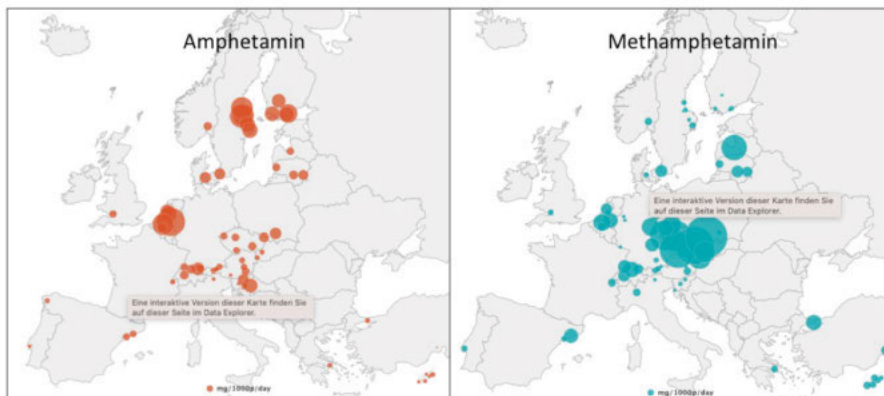 Amphetamin
Eine interaktive Version dieser Karte finden Sie
auf dieser Seite im Data Explorer.
mg/1000p/day
Methamphetamin
Eine interaktive Version dieser Karte finden Sie
auf dieser Seite im Data Explorer.
mg/1000p/day